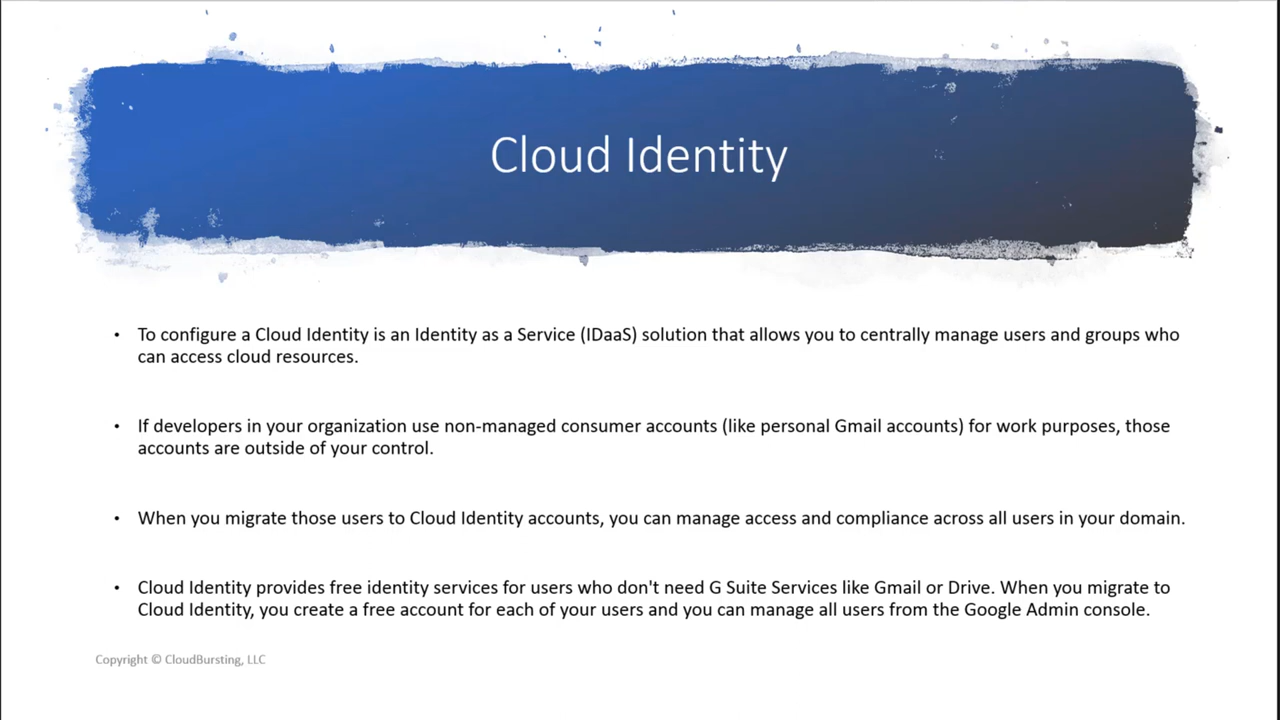 Cloud Identity
• To configure a Cloud Identity is an Identity as a Service (IDaaS) solution that allows you to centrally manage users and groups who
can access cloud resources.
• If developers in your organization use non-managed consumer accounts (like personal Gmail accounts) for work purposes, those
accounts are outside of your control.
• When you migrate those users to Cloud Identity accounts, you can manage access and compliance across all users in your domain.
• Cloud Identity provides free identity services for users who don't need G Suite Services like Gmail or Drive. When you migrate to
Cloud Identity, you create a free account for each of your users and you can manage all users from the Google Admin console.
Copyright © CloudBursting, LLC